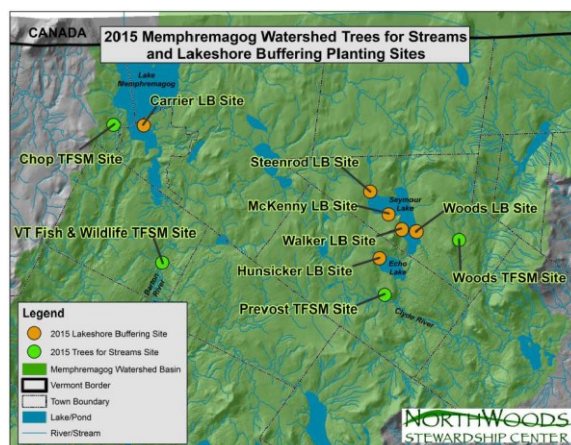 CANADA
2015 Memphremagog Watershed Trees for Streams
and Lakeshore Buffering Planting Sites
Lake
Memphremagog
Carrier LB Site
Chop TFSM Site
Steenrod LB Site
Seymour
Lake
McKenny LB Site
Woods LB Site
Walker LB Site
VT Fish & Wildlife TFSM Site
Hunsicker LB Site
Echo
Lake
Woods TFSM Site
Barton
River
Prevost TFSM Site
Clyde River
Legend
2015 Lakeshore Buffering Site
2015 Trees for Streams Site
Memphremagog Watershed Basin
Vermont Border
Town Boundary
Lake/Pond
River/Stream
NORTHWOODS
STEWARDSHIP CENTER